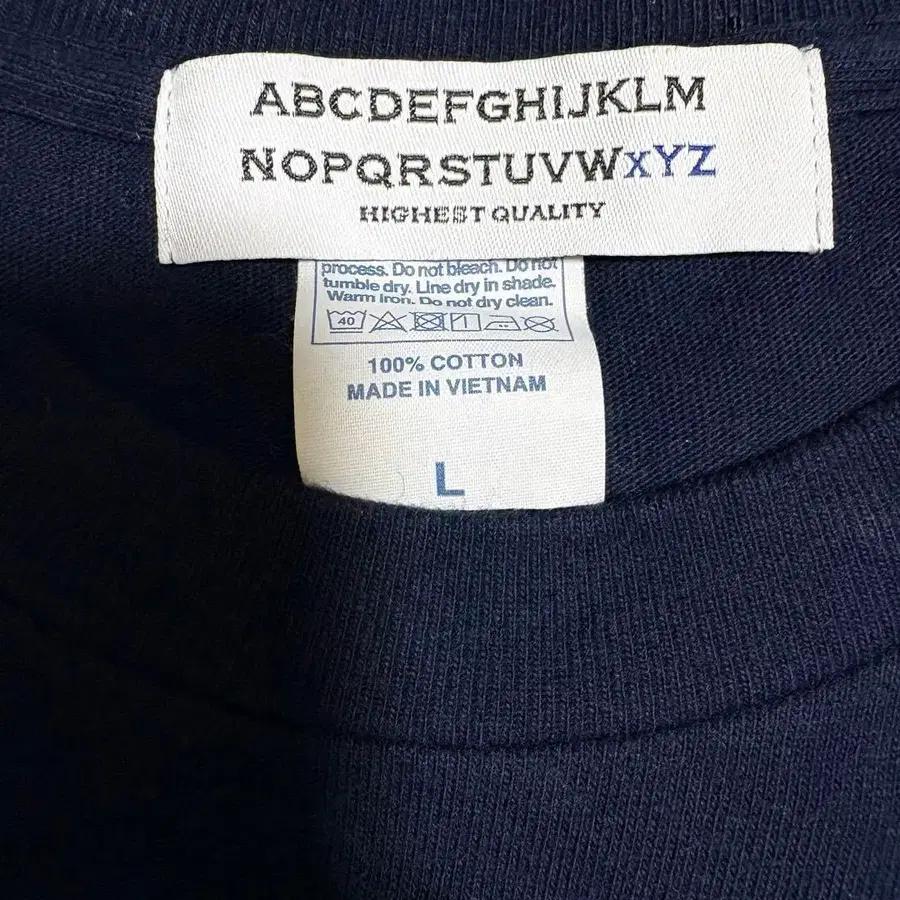 ABCDEFGHIJKLM
NOPQRSTUVWXYZ
HIGHEST QUALITY
process. Do not bleach. Do not
tumble dry. Line dry in shade.
Warm iron. Do not dry clean.
40
100% COTTON
MADE IN VIETNAM
L